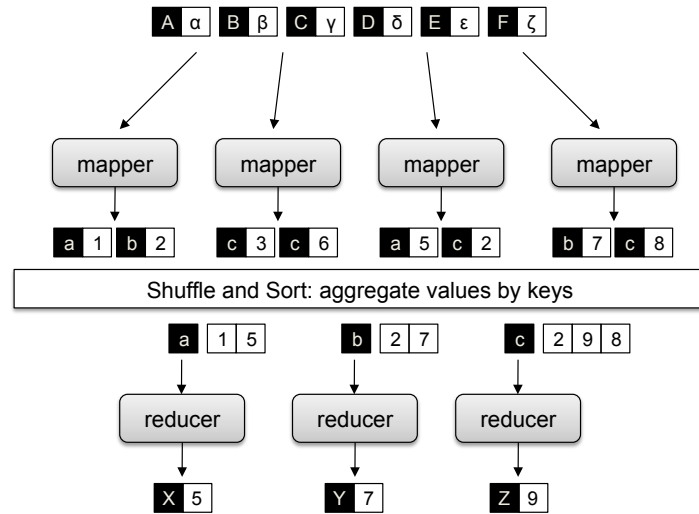 A α B β C γ D δ E ε F ζ
mapper mapper mapper mapper
a 1 b 2 c 3 c 6 a 5 c 2 b 7 c 8
Shuffle and Sort: aggregate values by keys
a 1 5 b 2 7 c 2 9 8
reducer reducer reducer
X 5 Y 7 Z 9